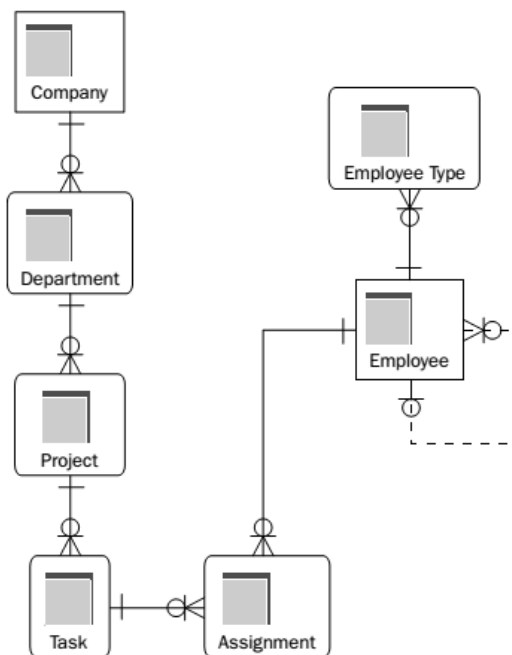 Company
Employee Type
Department
Employee
Project
Task
Assignment